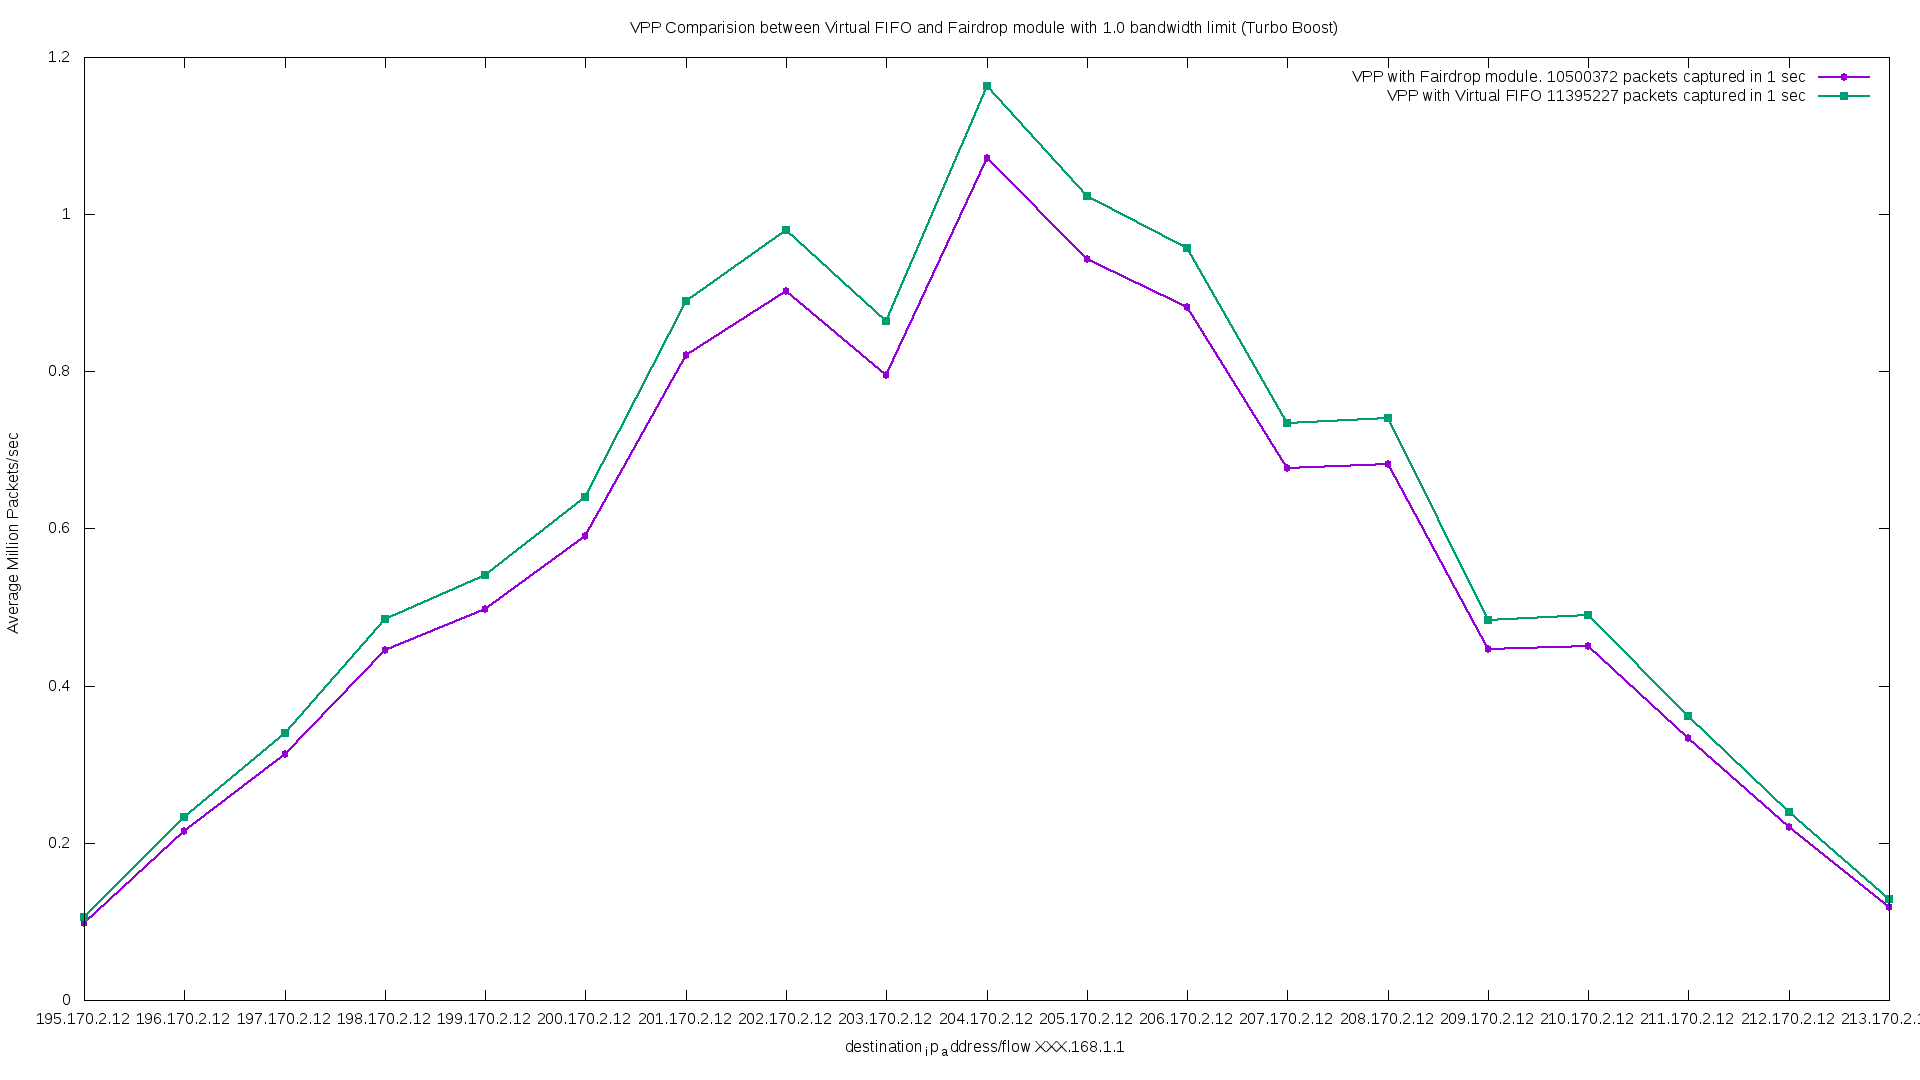 VPP Comparision between Virtual FIFO and Fairdrop module with 1.0 bandwidth limit (Turbo Boost)
VPP with Fairdrop module. 10500372 packets captured in 1 sec
VPP with Virtual FIFO 11395227 packets captured in 1 sec
1.2
1
0.8
0.6
0.4
0.2
0
Average Million Packets/sec
195.170.2.12 196.170.2.12 197.170.2.12 198.170.2.12 199.170.2.12 200.170.2.12 201.170.2.12 202.170.2.12 203.170.2.12 204.170.2.12 205.170.2.12 206.170.2.12 207.170.2.12 208.170.2.12 209.170.2.12 210.170.2.12 211.170.2.12 212.170.2.12 213.170.2.1
destinationipaddress/flow XXX.168.1.1